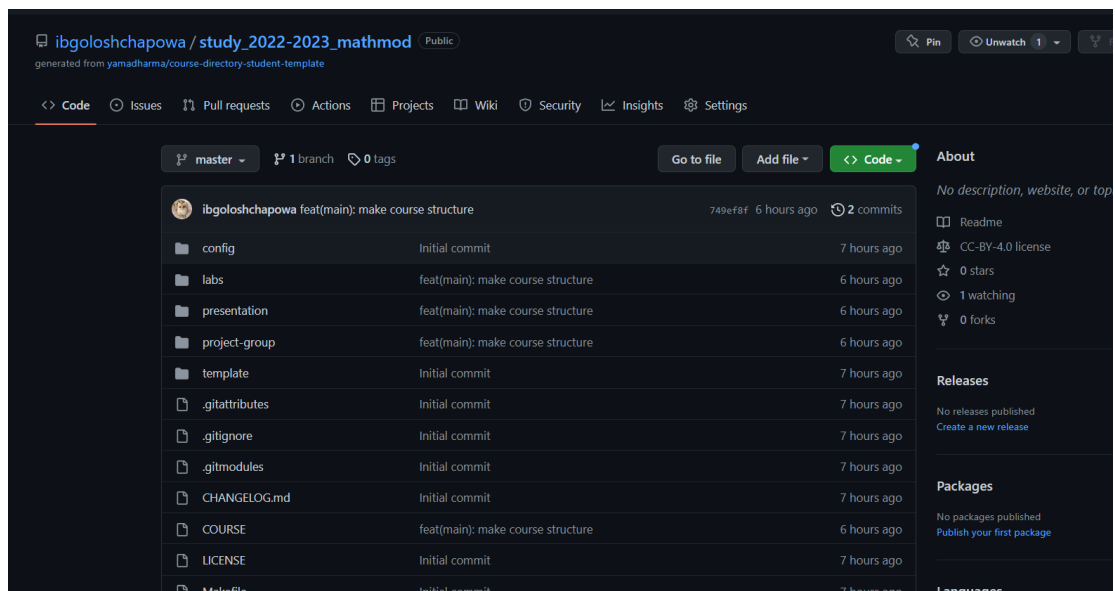 ibgoloshchapowa / study_2022-2023_mathmod Public
Pin Unwatch 1
generated from yamadharma/course-directory-student-template
Code Issues Pull requests Actions Projects Wiki Security Insights Settings
master 1 branch 0 tags Go to file Add file Code
ibgoloshchapowa feat(main): make course structure 749ef8f 6 hours ago 2 commits
config Initial commit 7 hours ago
labs feat(main): make course structure 6 hours ago
presentation feat(main): make course structure 6 hours ago
project-group feat(main): make course structure 6 hours ago
template Initial commit 7 hours ago
.gitattributes Initial commit 7 hours ago
.gitignore Initial commit 7 hours ago
.gitmodules Initial commit 7 hours ago
CHANGELOG.md Initial commit 7 hours ago
COURSE feat(main): make course structure 6 hours ago
LICENSE Initial commit 7 hours ago
Makefile Initial commit 7 hours ago
About
No description, website, or top
Readme
CC-BY-4.0 license
0 stars
1 watching
0 forks
Releases
No releases published
Create a new release
Packages
No packages published
Publish your first package
Languages